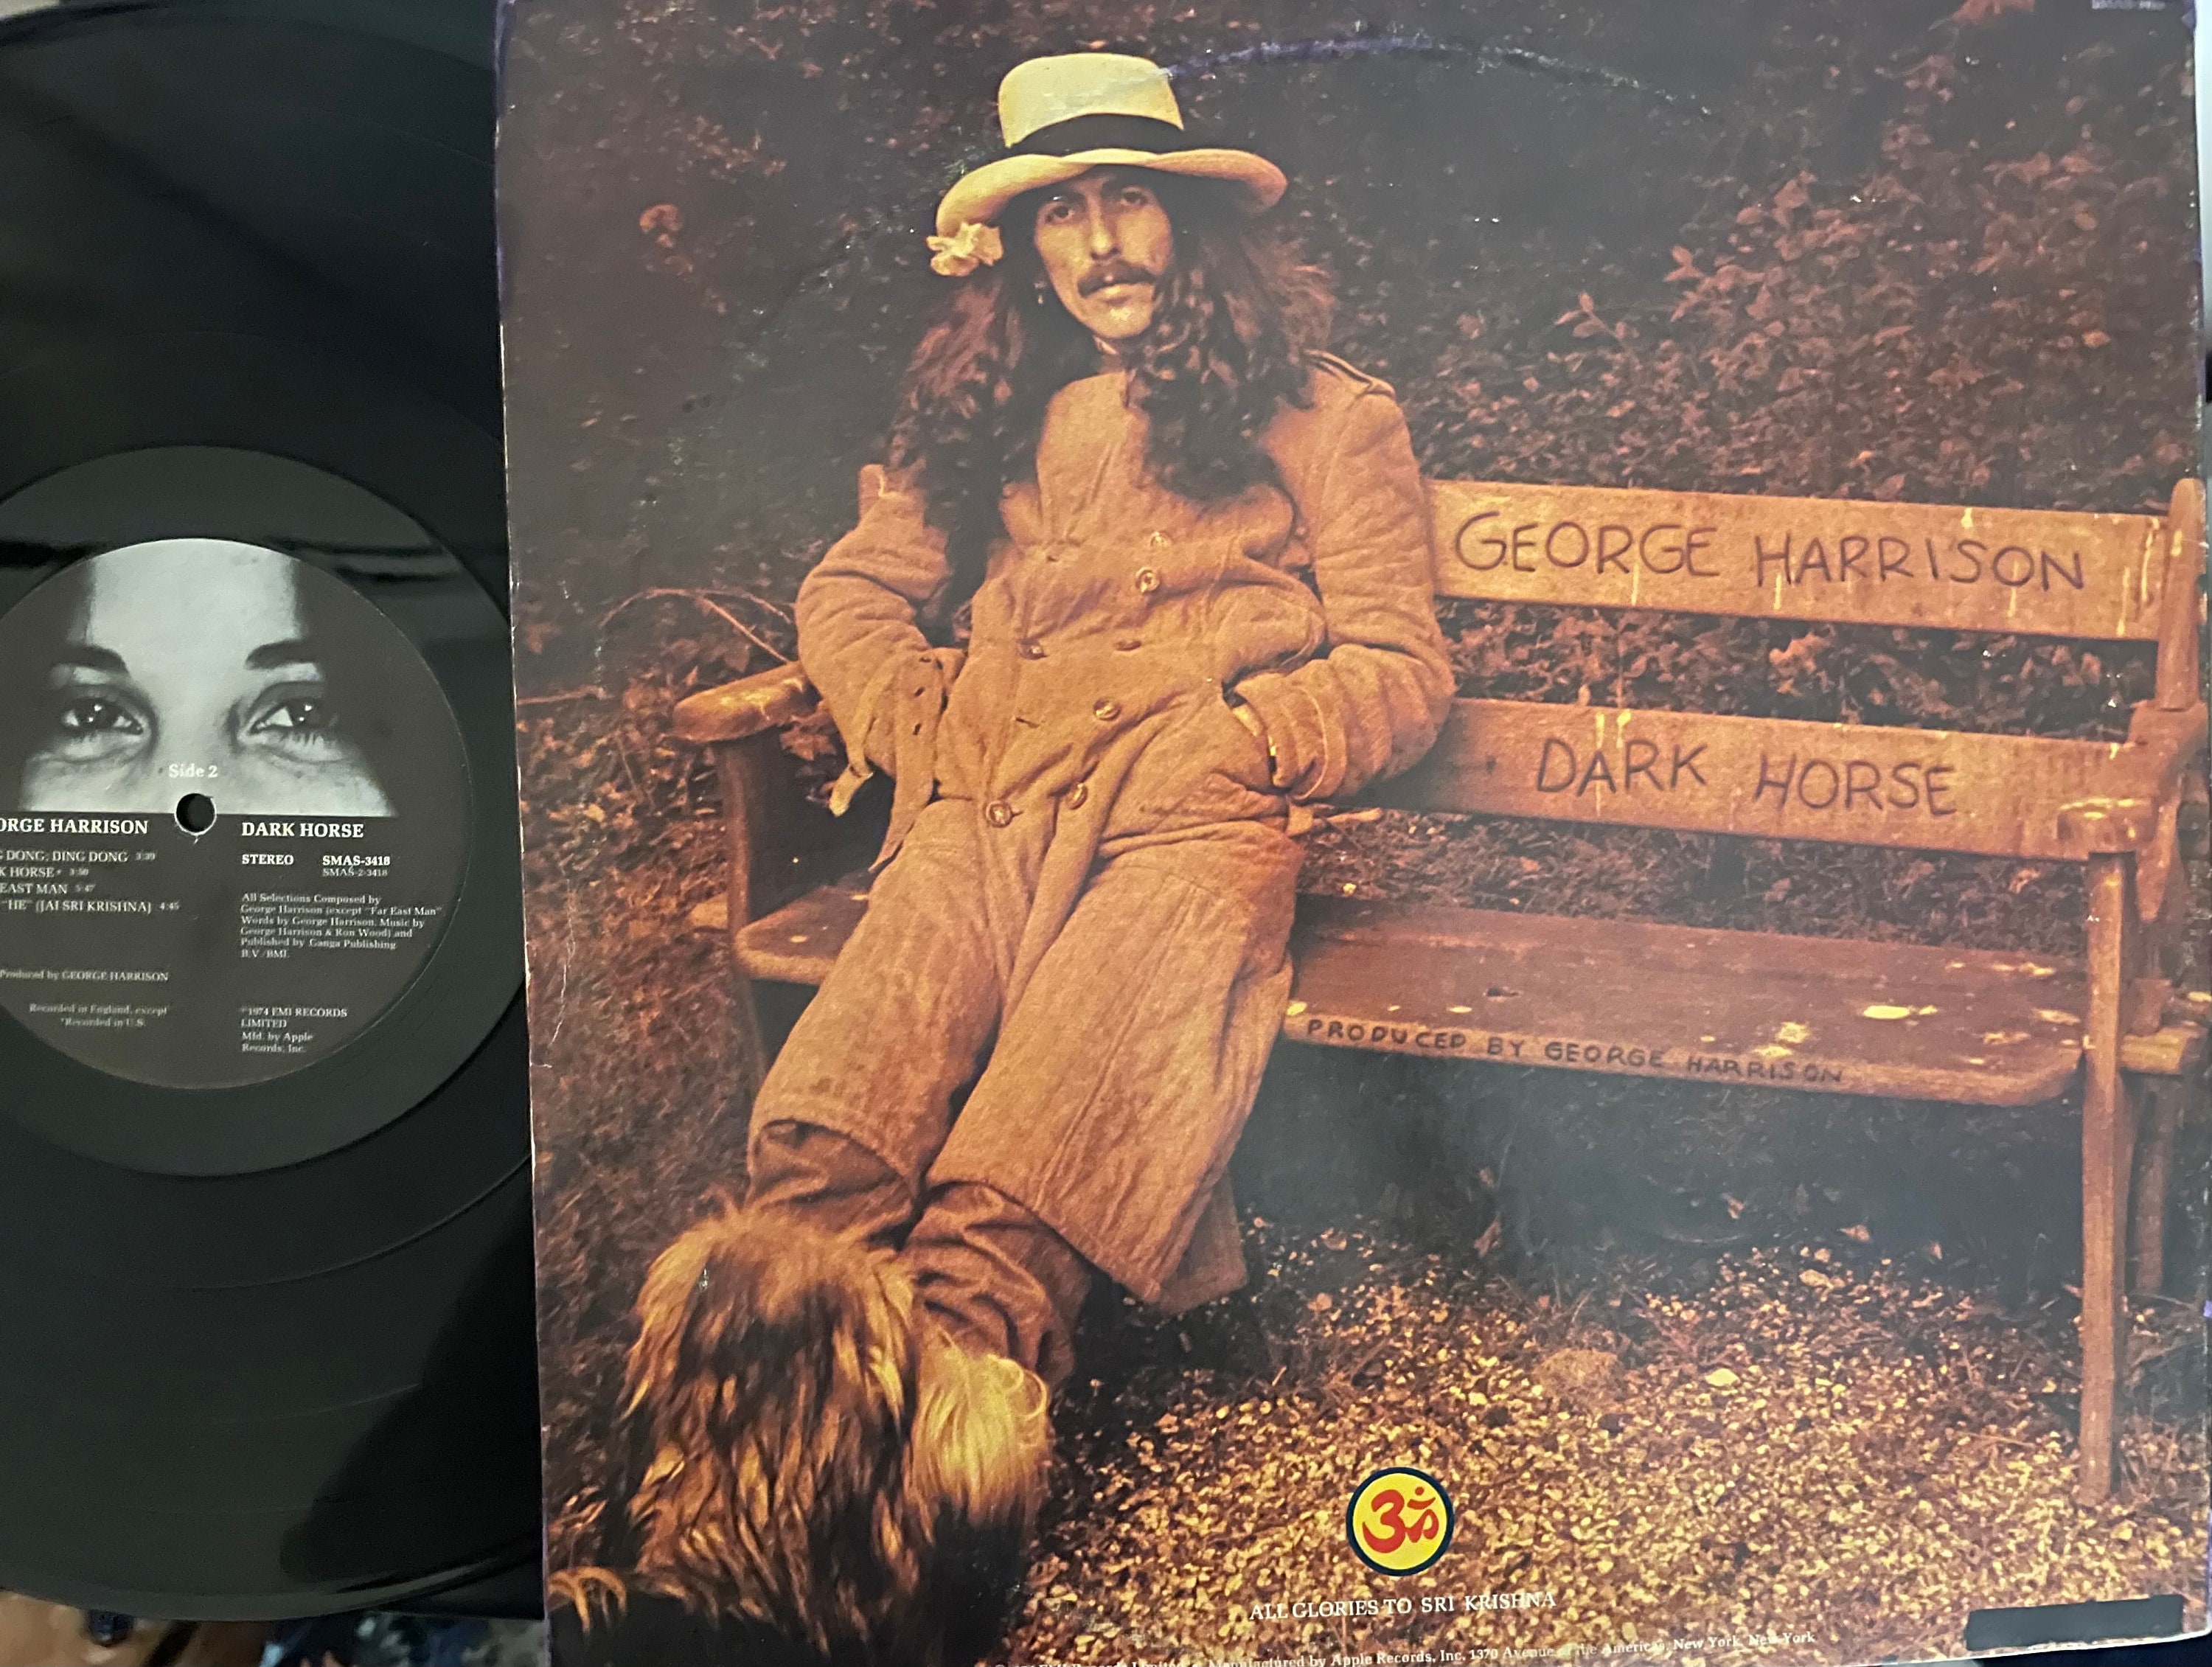 Side 2
ORGE HARRISON
DONG; DING DONG 3:39
K HORSE* 3:50
EAST MAN 5:47
"HE" (JAI SRI KRISHNA) 4:45
Produced by GEORGE HARRISON
Recorded in England, except
*Recorded in U.S.
DARK HORSE
STEREO SMAS-3418
SMAS-2-3418
All Selections Composed by
George Harrison (except "Far East Man"
Words by George Harrison, Music by
George Harrison & Ron Wood) and
Published by Ganga Publishing
B.V./BMI.
℗1974 EMI RECORDS
LIMITED
Mfd. by Apple
Records, Inc.
GEORGE HARRISON
DARK HORSE
PRODUCED BY GEORGE HARRISON
ॐ
ALL GLORIES TO SRI KRISHNA
EMI Records Limited Manufactured by Apple Records, Inc. 1370 Avenue of the Americas, New York, New York